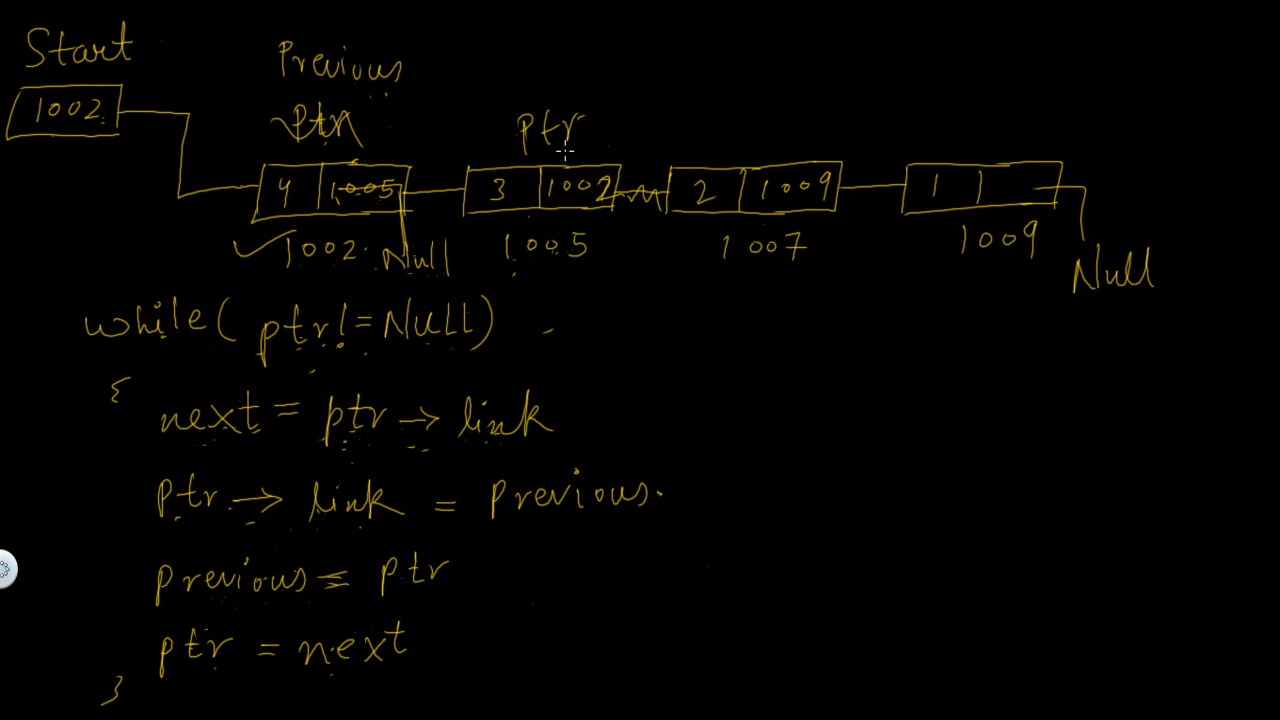 Start
Previous
1002
Ptr
Ptr
4 1005
3 1002
2 1009
1
1002 Null
1005
1007
1009
Null
while( ptr!=NULL)
{
next = ptr → link
Ptr → link = Previous.
previous = ptr
ptr = next
}